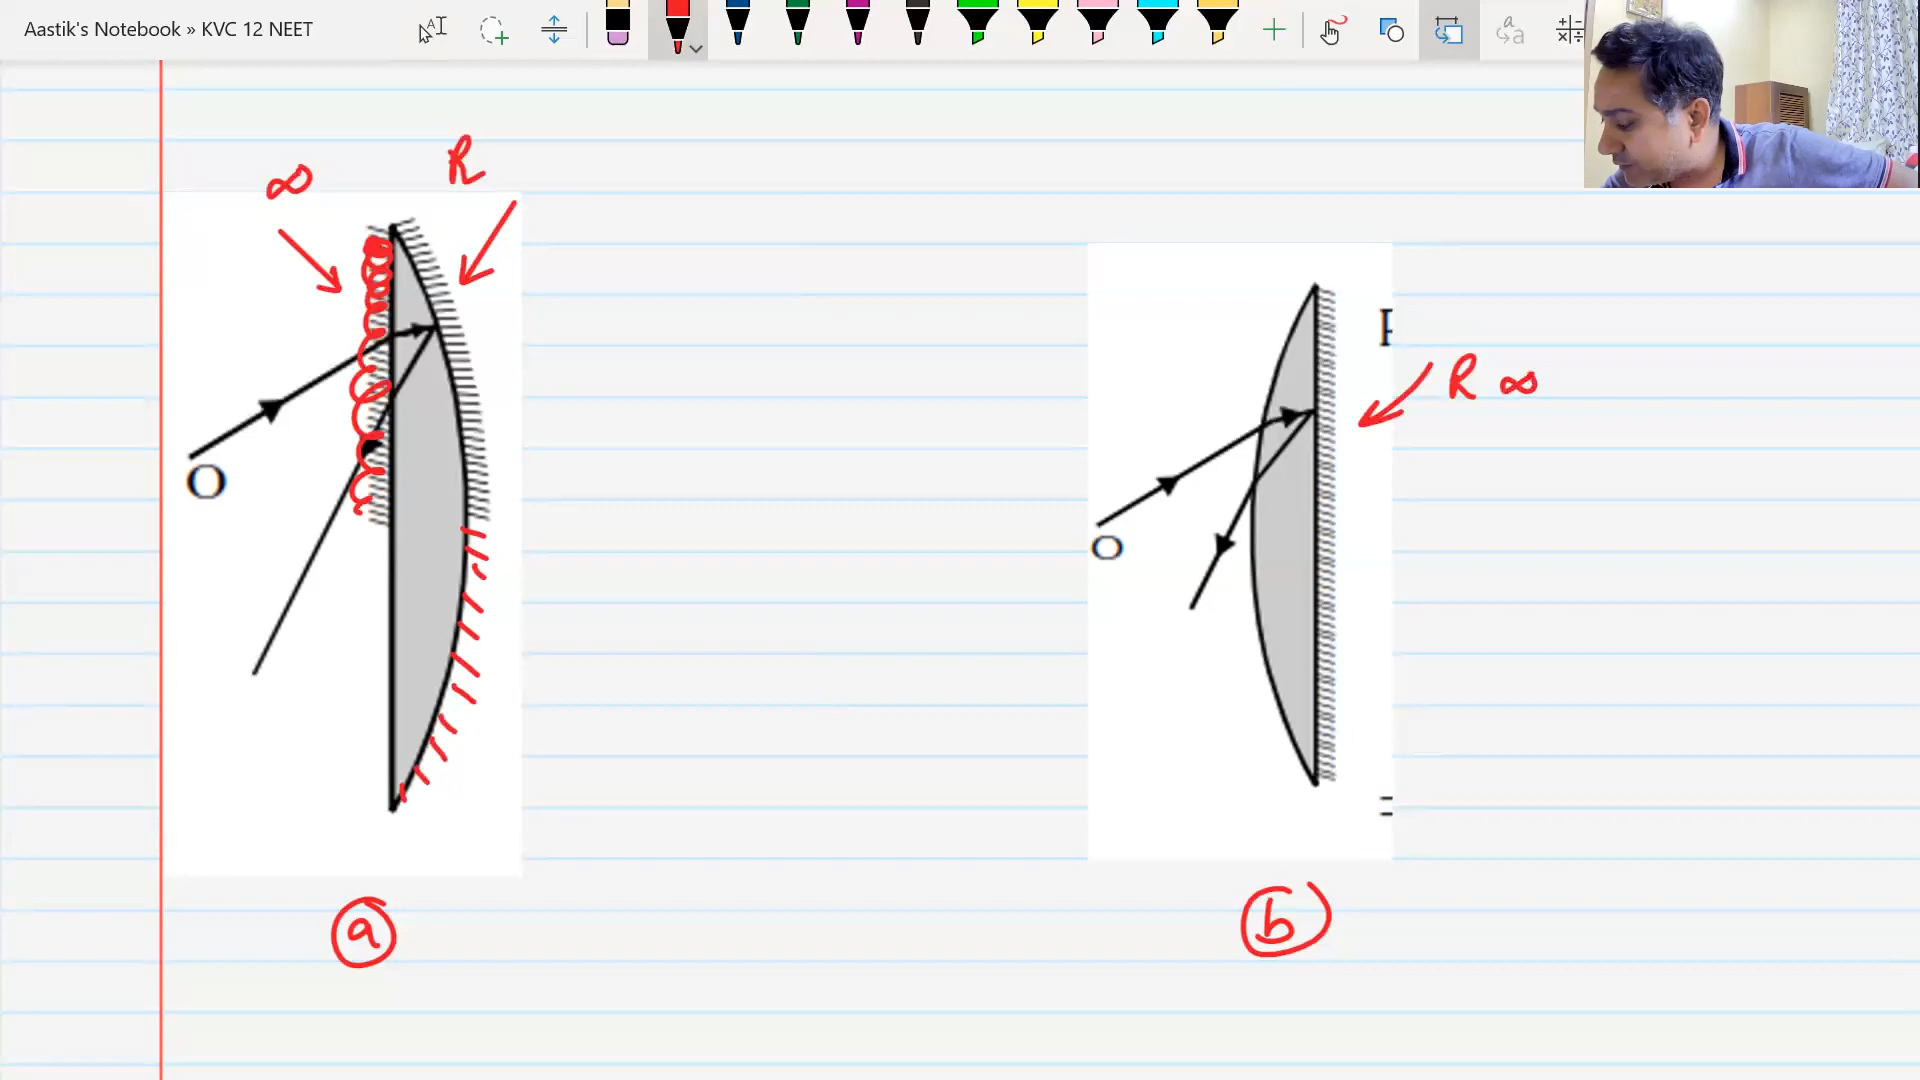 Aastik's Notebook » KVC 12 NEET
∞
R
O
O
R ∞
=
a
b